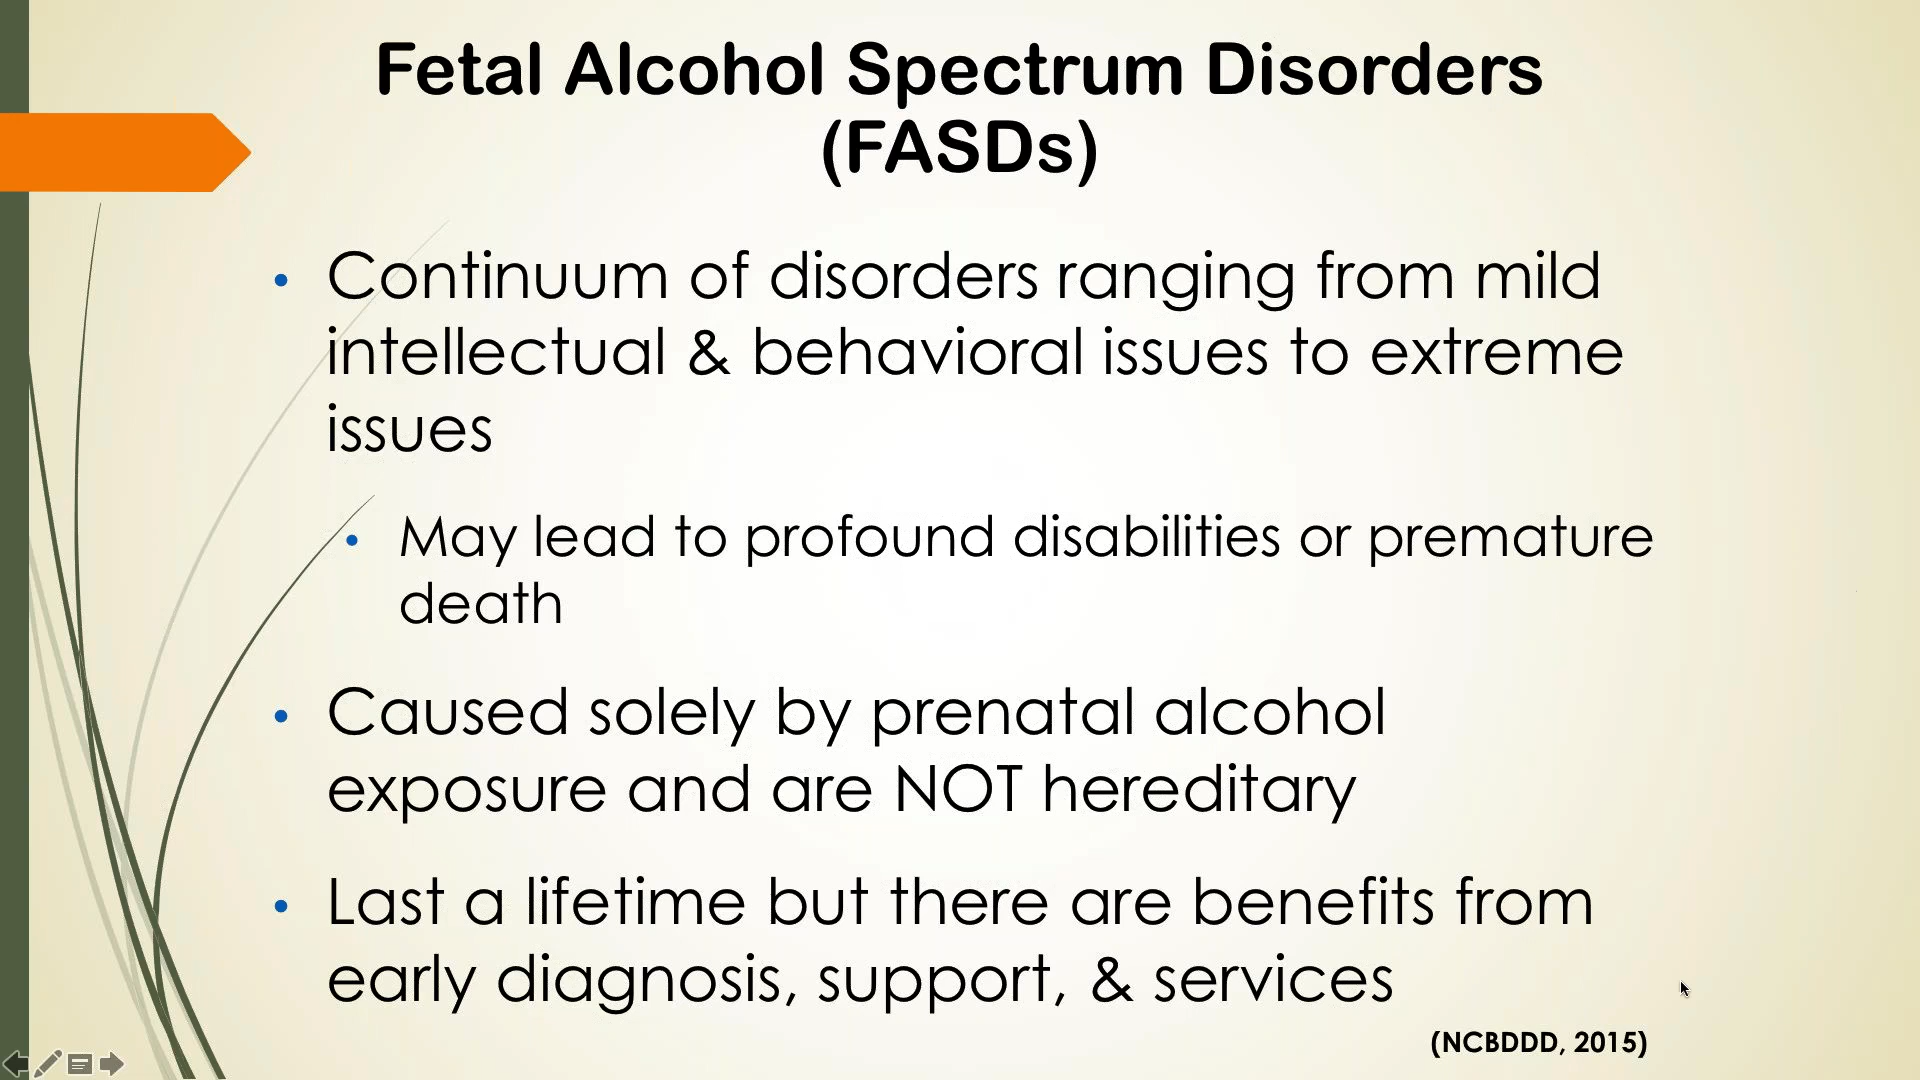 Fetal Alcohol Spectrum Disorders
(FASDs)
• Continuum of disorders ranging from mild
intellectual & behavioral issues to extreme
issues
• May lead to profound disabilities or premature
death
• Caused solely by prenatal alcohol
exposure and are NOT hereditary
• Last a lifetime but there are benefits from
early diagnosis, support, & services
(NCBDDD, 2015)